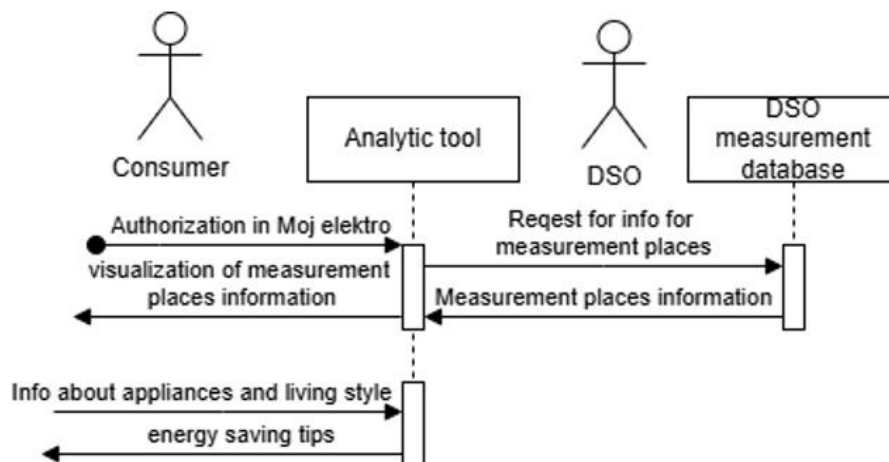 Consumer
Analytic tool
DSO
DSO
measurement
database
Authorization in Moj elektro
Reqest for info for
measurement places
visualization of measurement
places information
Measurement places information
Info about appliances and living style
energy saving tips